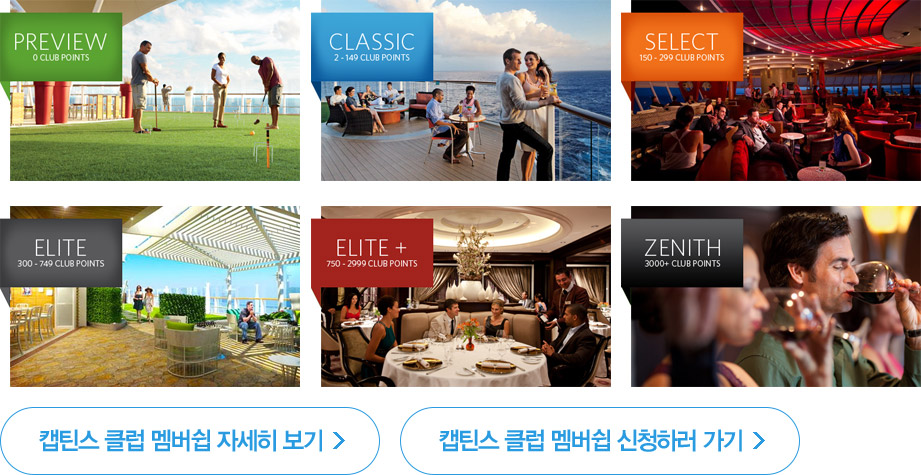 PREVIEW
0 CLUB POINTS
CLASSIC
2 - 149 CLUB POINTS
SELECT
150 - 299 CLUB POINTS
ELITE
300 - 749 CLUB POINTS
ELITE +
750 - 2999 CLUB POINTS
ZENITH
3000+ CLUB POINTS
캡틴스 클럽 멤버쉽 자세히 보기 >
캡틴스 클럽 멤버쉽 신청하러 가기 >